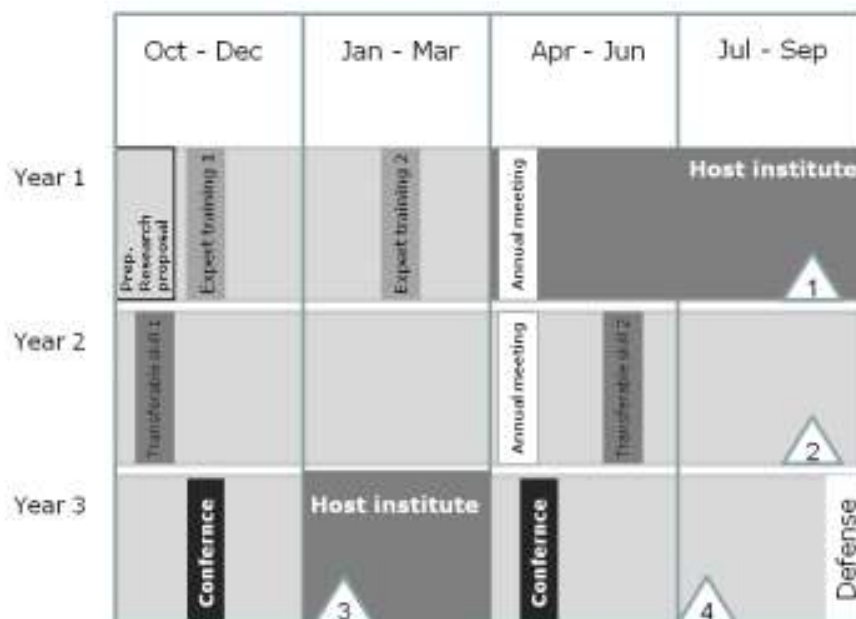 Oct - Dec
Jan - Mar
Apr - Jun
Jul - Sep
Year 1
Prep.
Research
proposal
Expert training 1
Expert training 2
Annual meeting
Host institute
1
Year 2
Transferable skill 1
Annual meeting
Transferable skill 2
2
Year 3
Confernce
Host institute
3
Confernce
4
Defense